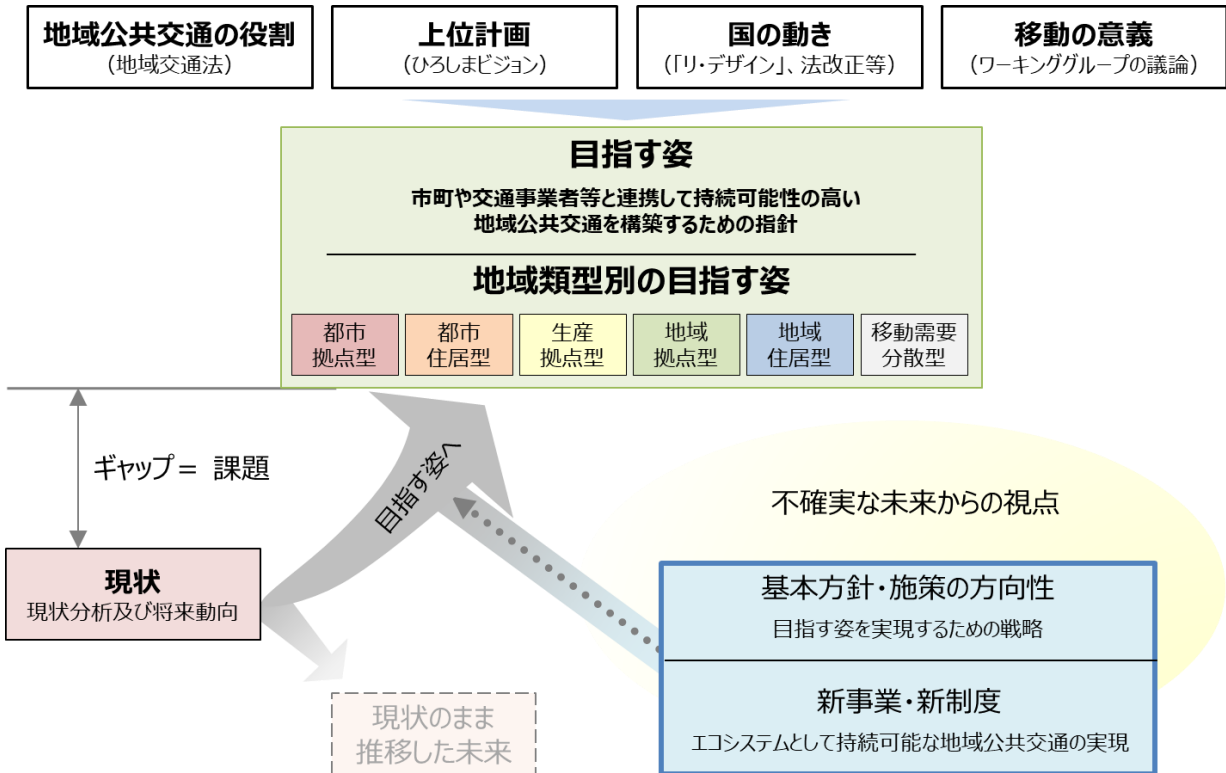 地域公共交通の役割
(地域交通法)
上位計画
(ひろしまビジョン)
国の動き
(「リ・デザイン」、法改正等)
移動の意義
(ワーキンググループの議論)
目指す姿
市町や交通事業者等と連携して持続可能性の高い
地域公共交通を構築するための指針
地域類型別の目指す姿
都市
拠点型
都市
住居型
生産
拠点型
地域
拠点型
地域
住居型
移動需要
分散型
ギャップ= 課題
目指す姿へ
不確実な未来からの視点
現状
現状分析及び将来動向
基本方針・施策の方向性
目指す姿を実現するための戦略
新事業・新制度
エコシステムとして持続可能な地域公共交通の実現
現状のまま
推移した未来